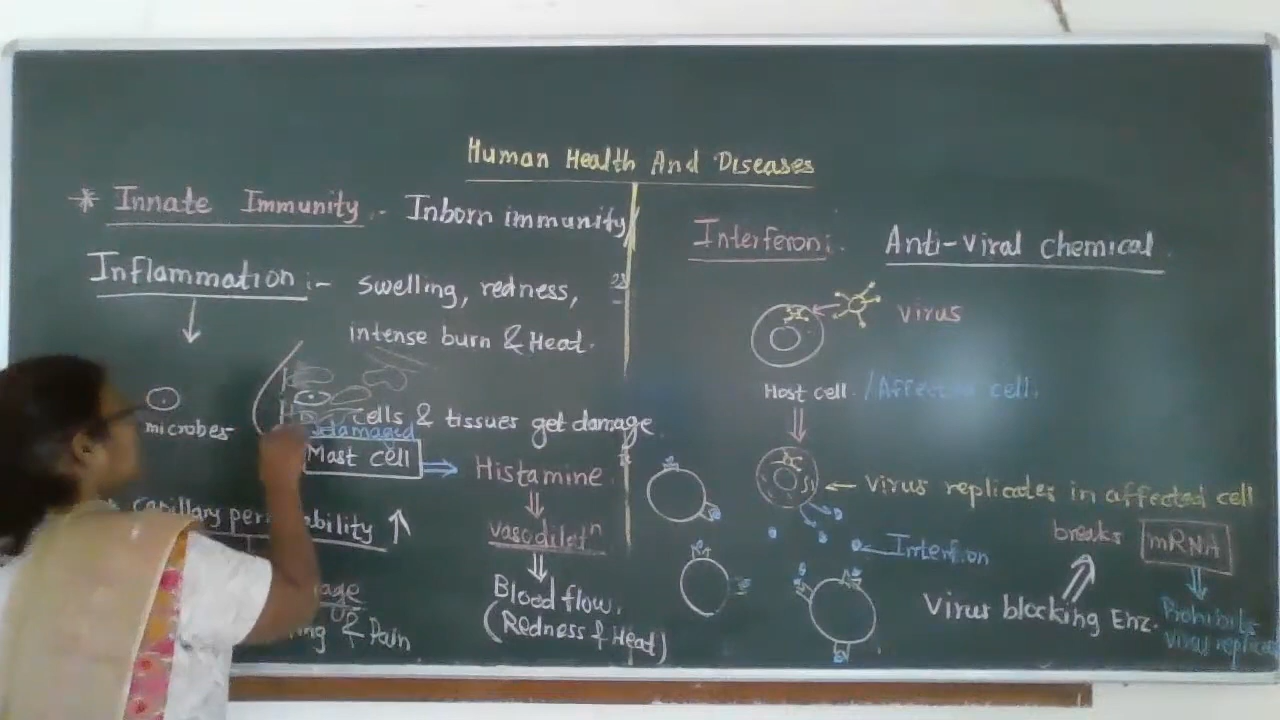 Human Health And Diseases
* Innate Immunity :- Inborn immunity
Inflammation :- swelling, redness,
intense burn & Heat.
microbes
cells & tissues get damage
damaged
Mast cell ⇒ Histamine
capillary permeability ↑
vasodilatⁿ
Blood flow.
(Redness & Heat)
& Pain
Interferon :- Anti-Viral Chemical
virus
Host cell / Affected cell.
← virus replicates in affected cell
Interferon
breaks mRNA
Virus blocking Enz.
Prohibits